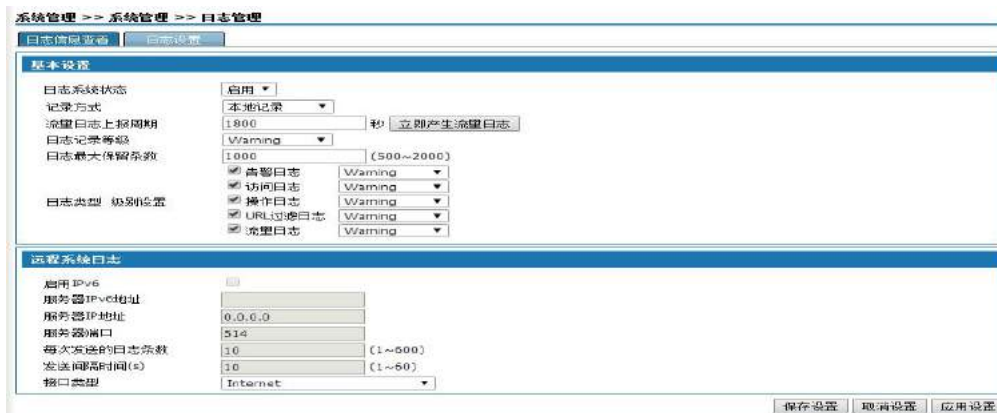 系统管理 >> 系统管理 >> 日志管理
日志信息查看 日志设置
基本设置
日志系统状态 启用
记录方式 本地记录
流量日志上报周期 1800 秒 立即产生流量日志
日志记录等级 Warning
日志最大保留条数 1000 (500~2000)
告警日志 Warning
访问日志 Warning
日志类型 级别设置 操作日志 Warning
URL过滤日志 Warning
流量日志 Warning
远程系统日志
启用IPv6
服务器IPv6地址
服务器IP地址 0.0.0.0
服务器端口 514
每次发送的日志条数 10 (1~600)
发送间隔时间(s) 10 (1~60)
接口类型 Internet
保存设置 取消设置 应用设置